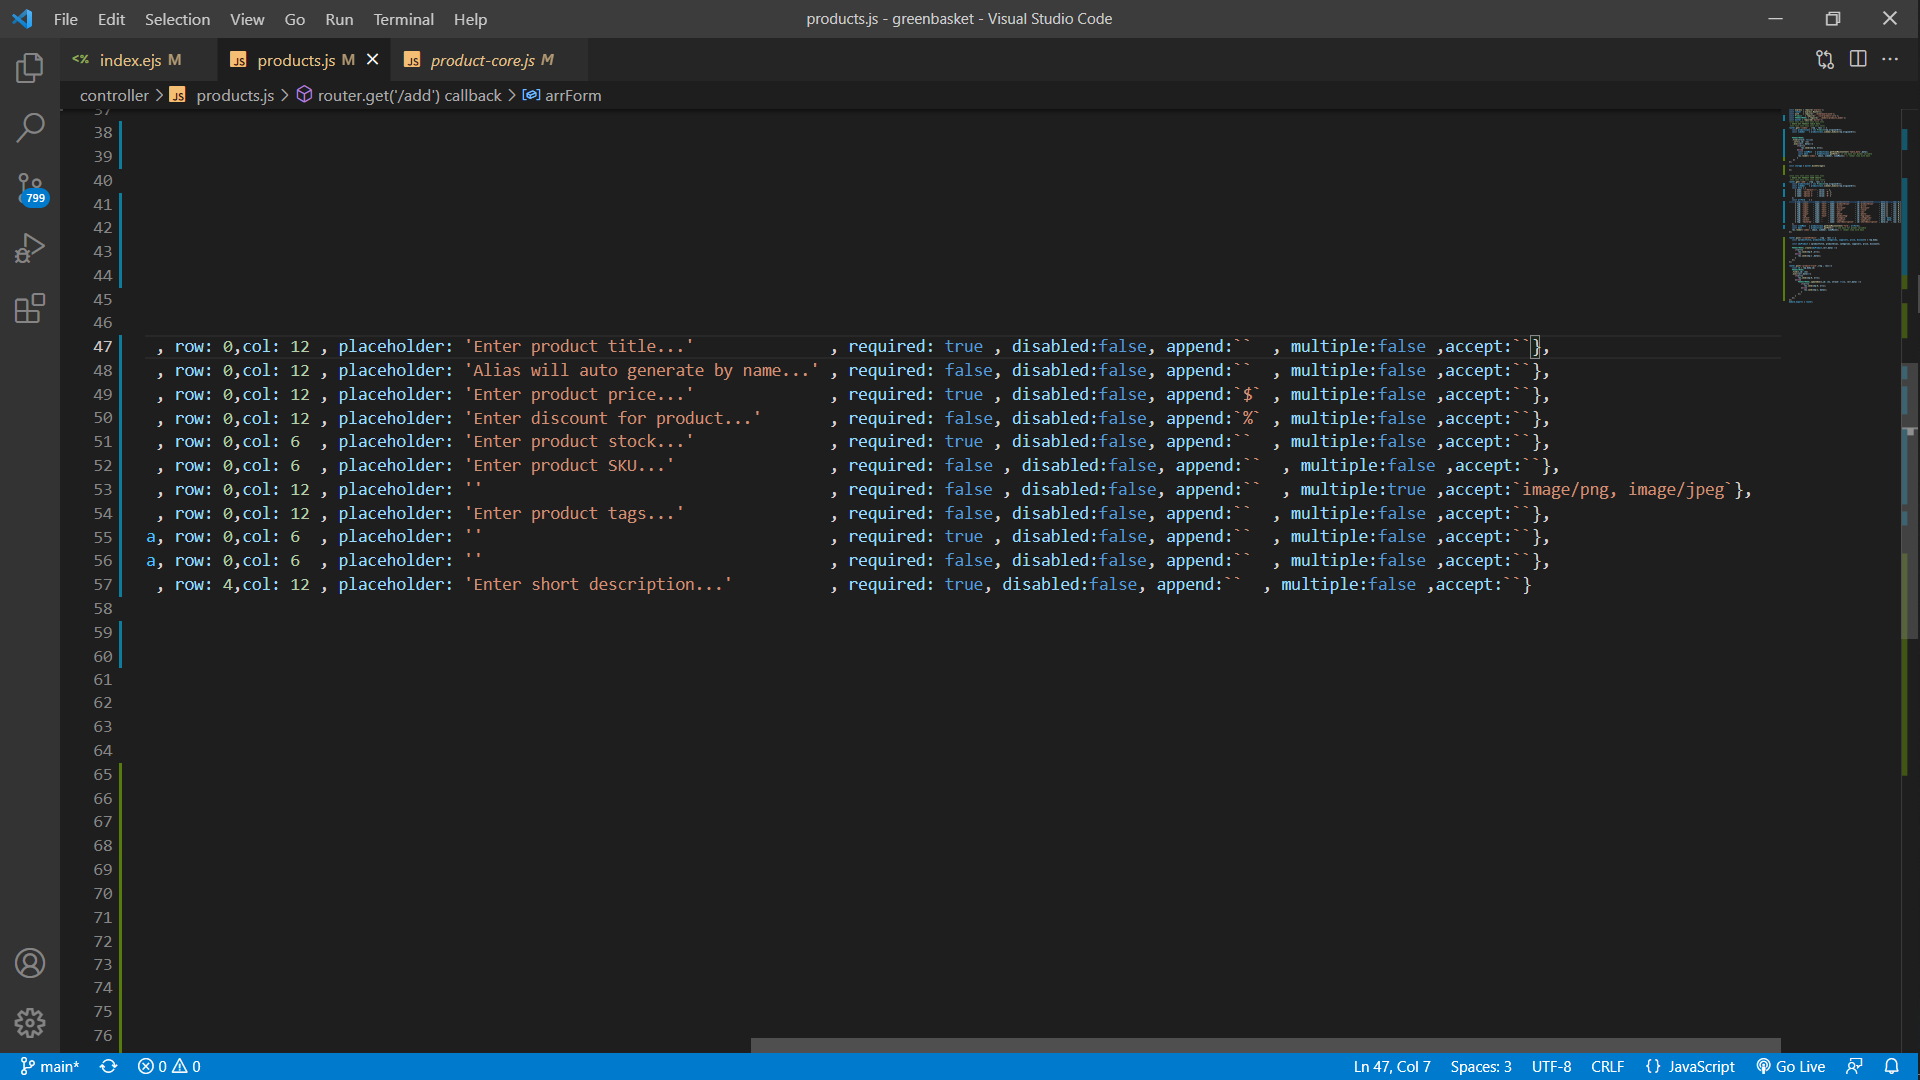 File Edit Selection View Go Run Terminal Help products.js - greenbasket - Visual Studio Code
<% index.ejs M JS products.js M JS product-core.js M
controller JS products.js router.get('/add') callback arrForm
37
38
799
39
40
41
42
43
44
45
46
47 , row: 0,col: 12 , placeholder: 'Enter product title...' , required: true , disabled:false, append:`` , multiple:false ,accept:``},
48 , row: 0,col: 12 , placeholder: 'Alias will auto generate by name...' , required: false, disabled:false, append:`` , multiple:false ,accept:``},
49 , row: 0,col: 12 , placeholder: 'Enter product price...' , required: true , disabled:false, append:`$` , multiple:false ,accept:``},
50 , row: 0,col: 12 , placeholder: 'Enter discount for product...' , required: false, disabled:false, append:`%` , multiple:false ,accept:``},
51 , row: 0,col: 6 , placeholder: 'Enter product stock...' , required: true , disabled:false, append:`` , multiple:false ,accept:``},
52 , row: 0,col: 6 , placeholder: 'Enter product SKU...' , required: false , disabled:false, append:`` , multiple:false ,accept:``},
53 , row: 0,col: 12 , placeholder: '' , required: false , disabled:false, append:`` , multiple:true ,accept:`image/png, image/jpeg`},
54 , row: 0,col: 12 , placeholder: 'Enter product tags...' , required: false, disabled:false, append:`` , multiple:false ,accept:``},
55 a, row: 0,col: 6 , placeholder: '' , required: true , disabled:false, append:`` , multiple:false ,accept:``},
56 a, row: 0,col: 6 , placeholder: '' , required: false, disabled:false, append:`` , multiple:false ,accept:``},
57 , row: 4,col: 12 , placeholder: 'Enter short description...' , required: true, disabled:false, append:`` , multiple:false ,accept:``}
58
59
60
61
62
63
64
65
66
67
68
69
70
71
72
73
74
75
76
main* 0 0 Ln 47, Col 7 Spaces: 3 UTF-8 CRLF {} JavaScript Go Live